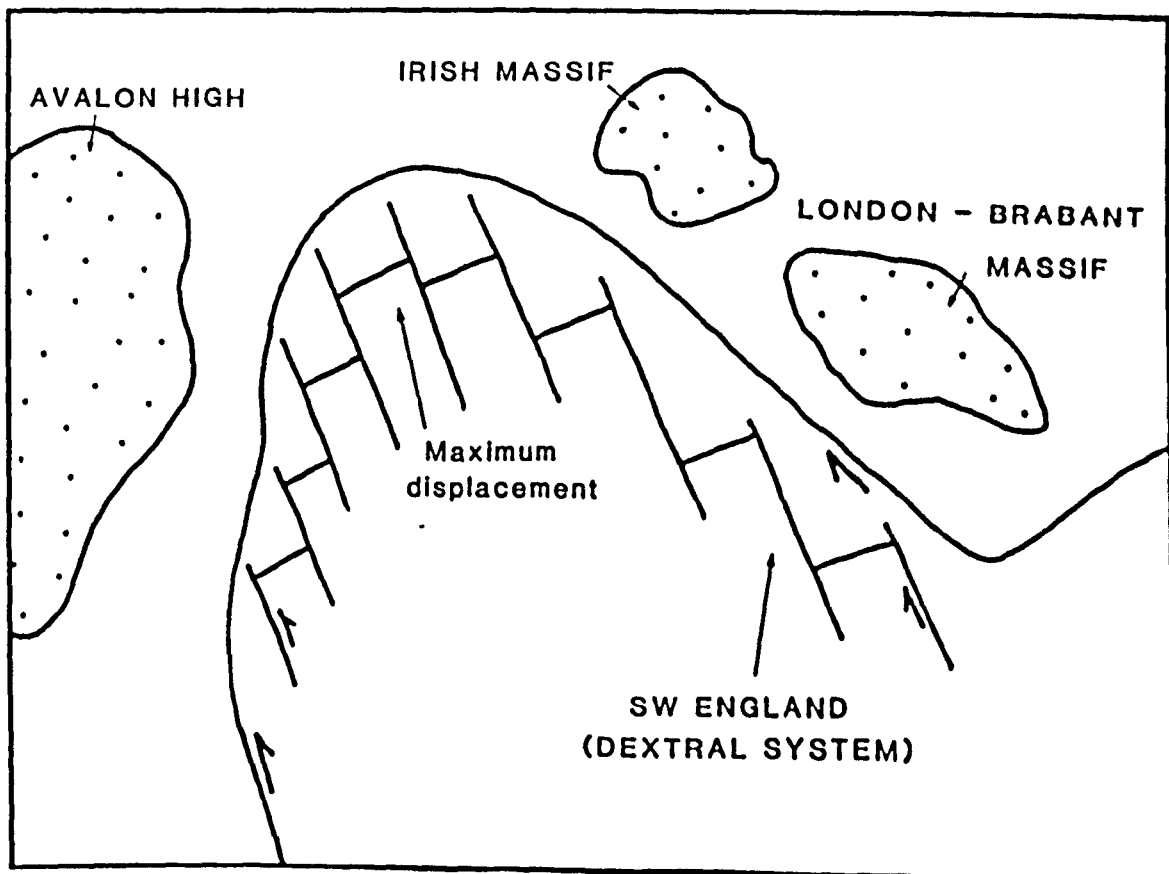 IRISH MASSIF
AVALON HIGH
LONDON – BRABANT
MASSIF
Maximum
displacement
SW ENGLAND
(DEXTRAL SYSTEM)